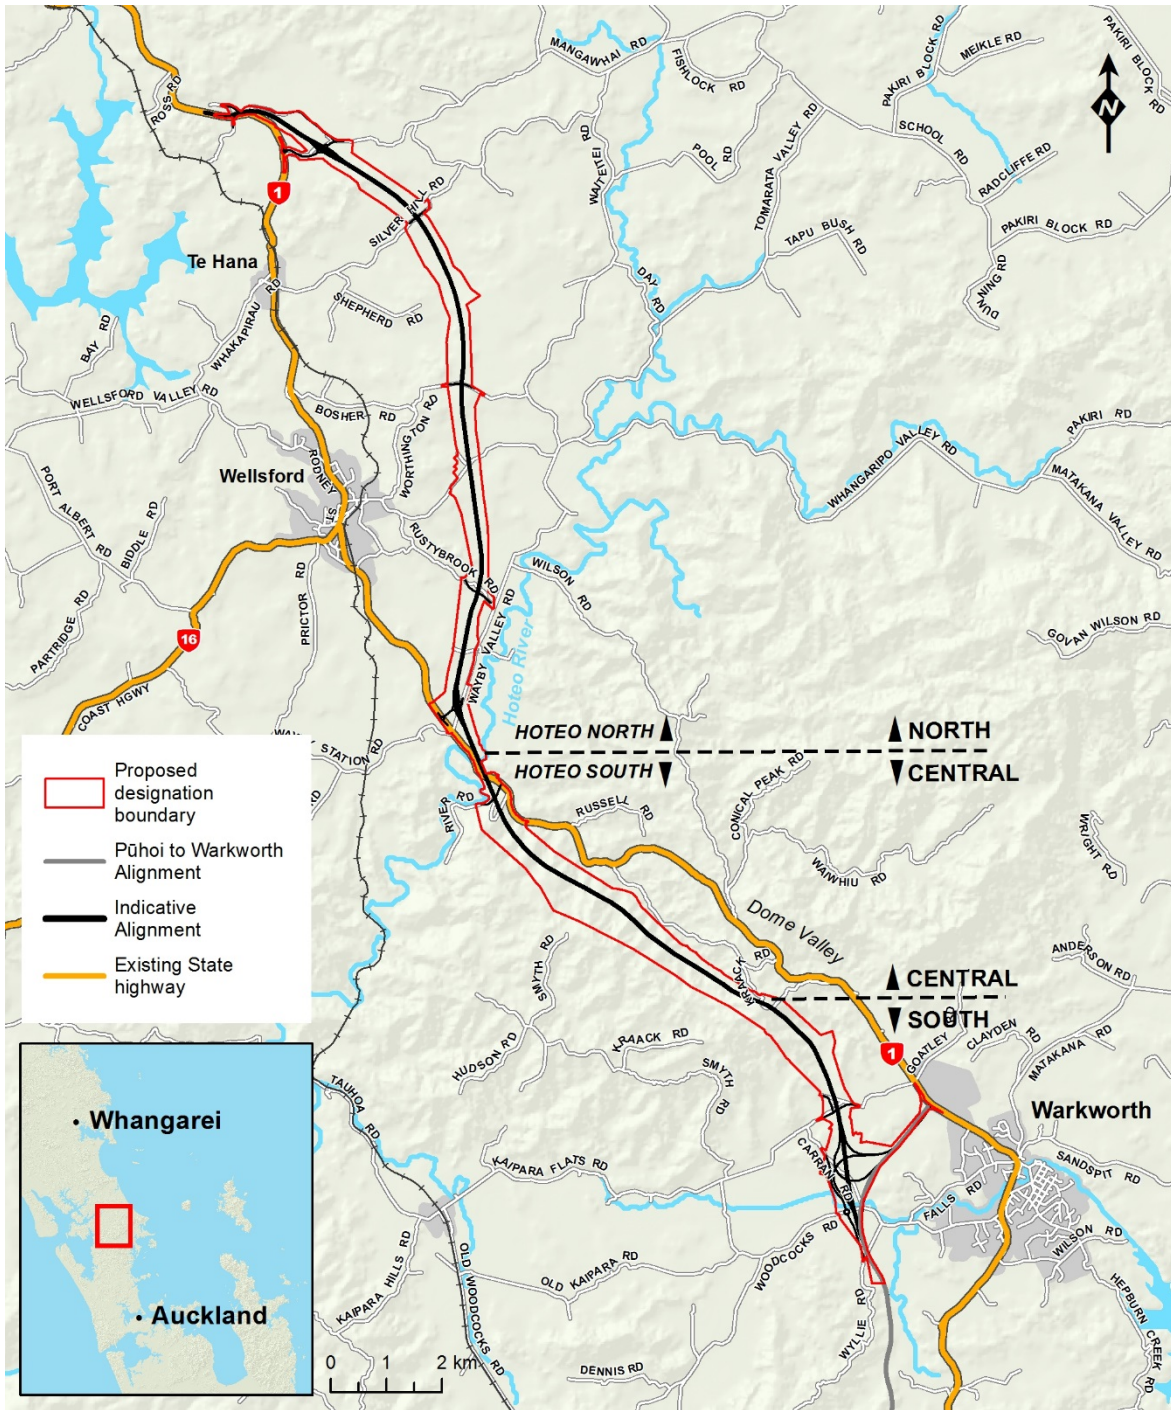 MANGAWHAI RD
FISHLOCK RD
PAKIRI BLOCK RD
MEIKLE RD
PAKIRI BLOCK RD
N
ROSS RD
WAITEITEI RD
POOL RD
TOMARATA VALLEY RD
SCHOOL RD
RADCLIFFE RD
1
SILVER HILL RD
TAPU BUSH RD
PAKIRI BLOCK RD
Te Hana
DAY RD
DUNNING RD
SHEPHERD RD
BAY RD
WHAKAPIRAU RD
WELLSFORD VALLEY RD
BOSHER RD
WORTHINGTON RD
PAKIRI RD
WHANGARIPO VALLEY RD
MATAKANA VALLEY RD
Wellsford
RODNEY ST
PORT ALBERT RD
BIDDLE RD
RUSTYBROOK RD
WILSON RD
PRICTOR RD
PARTRIDGE RD
16
WAYBY VALLEY RD
Hoteo River
GOVAN WILSON RD
COAST HGWY
STATION RD
HOTEO NORTH
NORTH
HOTEO SOUTH
CENTRAL
CONICAL PEAK RD
RIVER RD
RUSSELL RD
WRIGHT RD
WAIWHIU RD
Proposed
designation
boundary
Pūhoi to Warkworth
Alignment
Indicative
Alignment
Existing State
highway
Dome Valley
SMYTH RD
KRAACK RD
ANDERSON RD
CENTRAL
SOUTH
1
GOATLEY RD
CLAYDEN RD
MATAKANA RD
HUDSON RD
KRAACK RD
SMYTH RD
TAUHOA RD
Warkworth
Whangarei
CARRAN RD
KAIPARA FLATS RD
SANDSPIT RD
FALLS RD
WOODCOCKS RD
WILSON RD
KAIPARA HILLS RD
OLD WOODCOCKS RD
OLD KAIPARA RD
HEPBURN CREEK RD
WYLLIE RD
Auckland
DENNIS RD
0 1 2 km